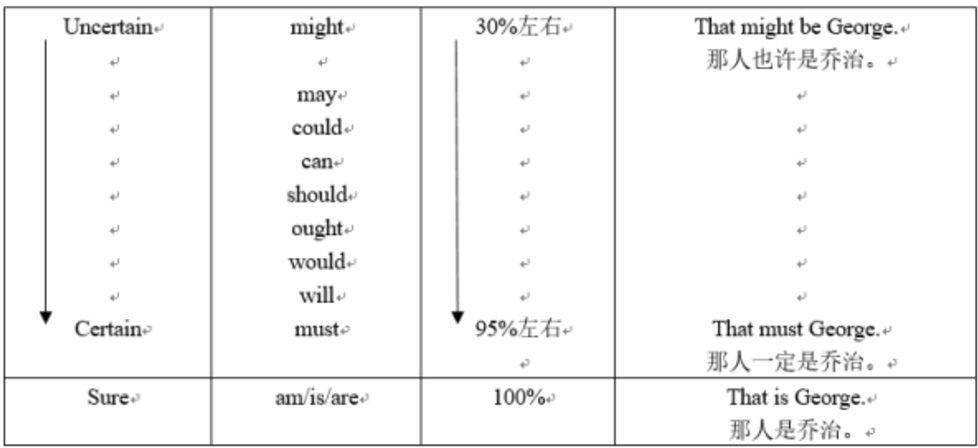 Uncertain might 30%左右 That might be George.
那人也许是乔治。
may
could
can
should
ought
would
will
Certain must 95%左右 That must George.
那人一定是乔治。
Sure am/is/are 100% That is George.
那人是乔治。